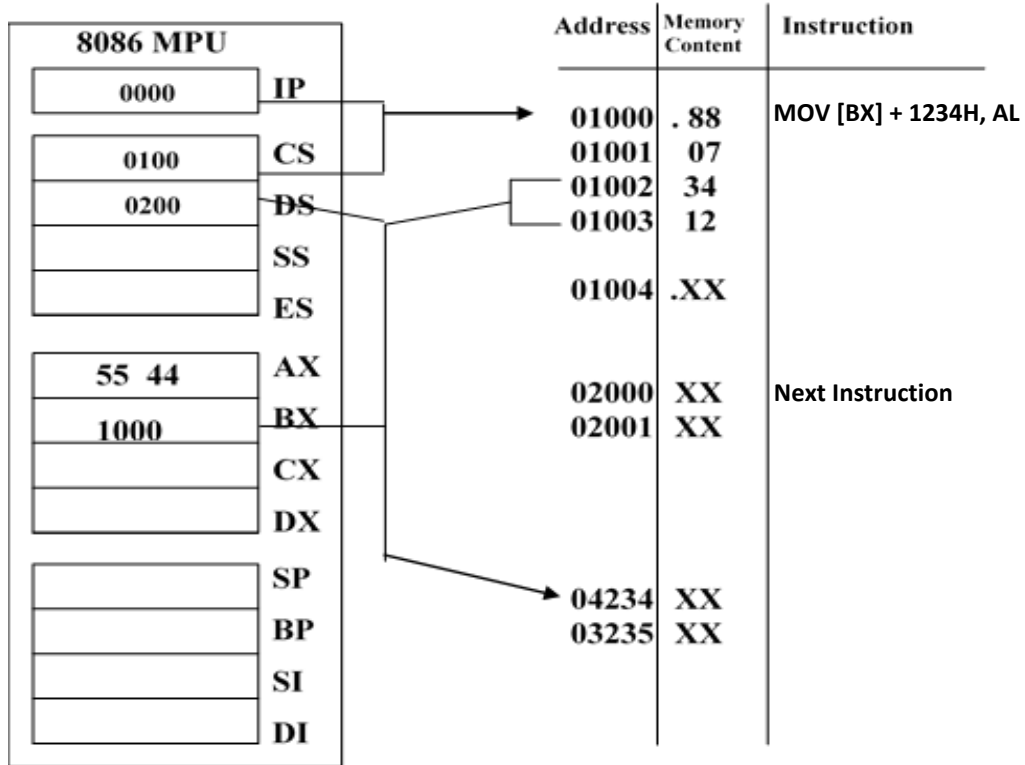 8086 MPU
0000 IP
0100 CS
0200 DS
SS
ES
55 44 AX
1000 BX
CX
DX
SP
BP
SI
DI
Address Memory Content Instruction
01000 . 88 MOV [BX] + 1234H, AL
01001 07
01002 34
01003 12
01004 .XX
02000 XX Next Instruction
02001 XX
04234 XX
03235 XX